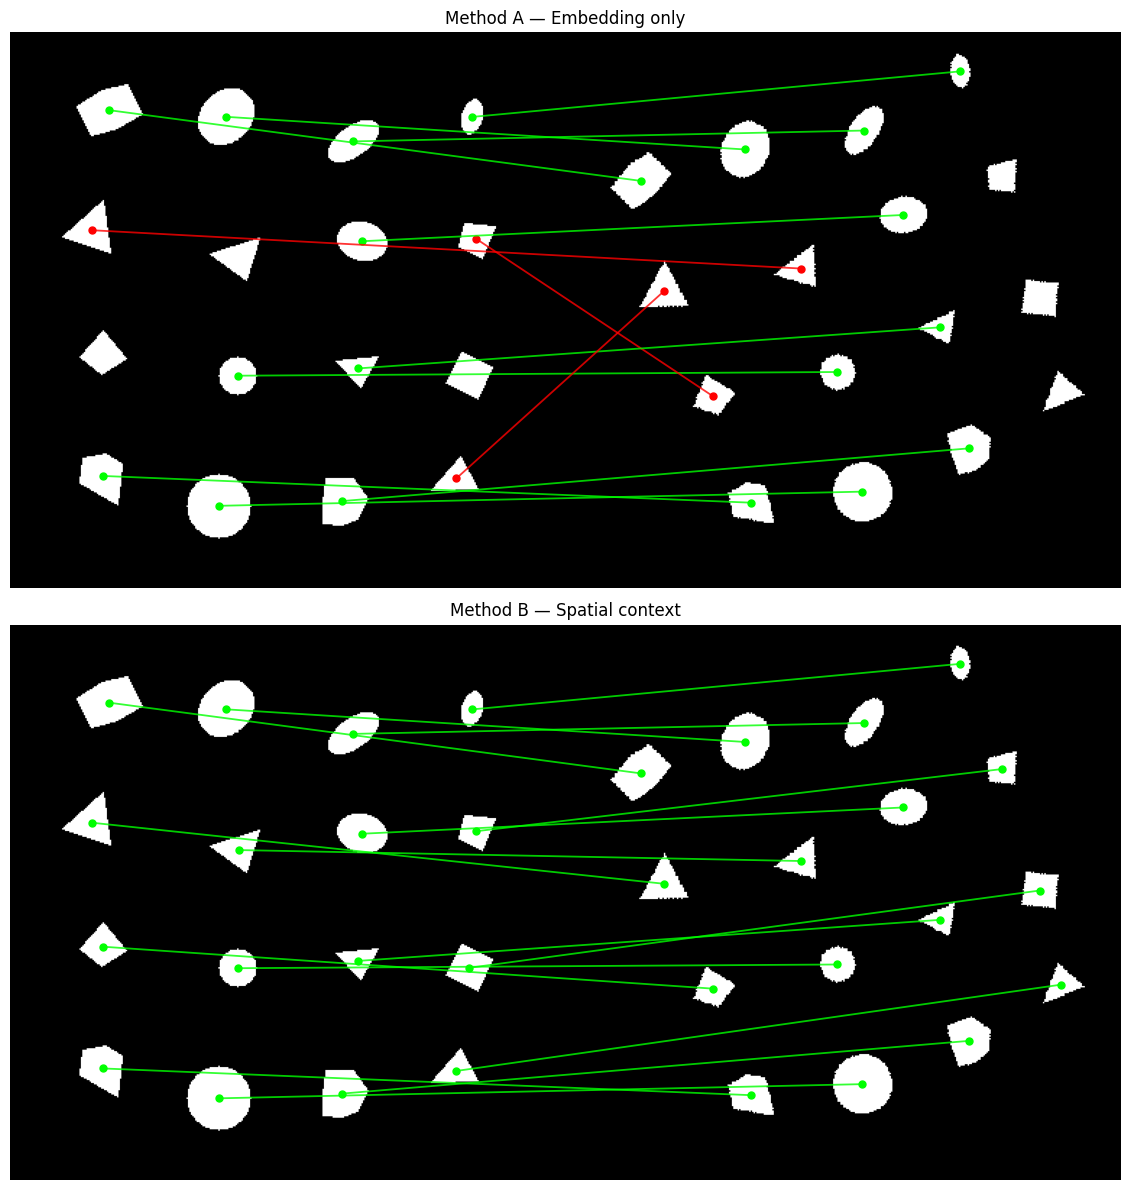 Method A — Embedding only
Method B — Spatial context